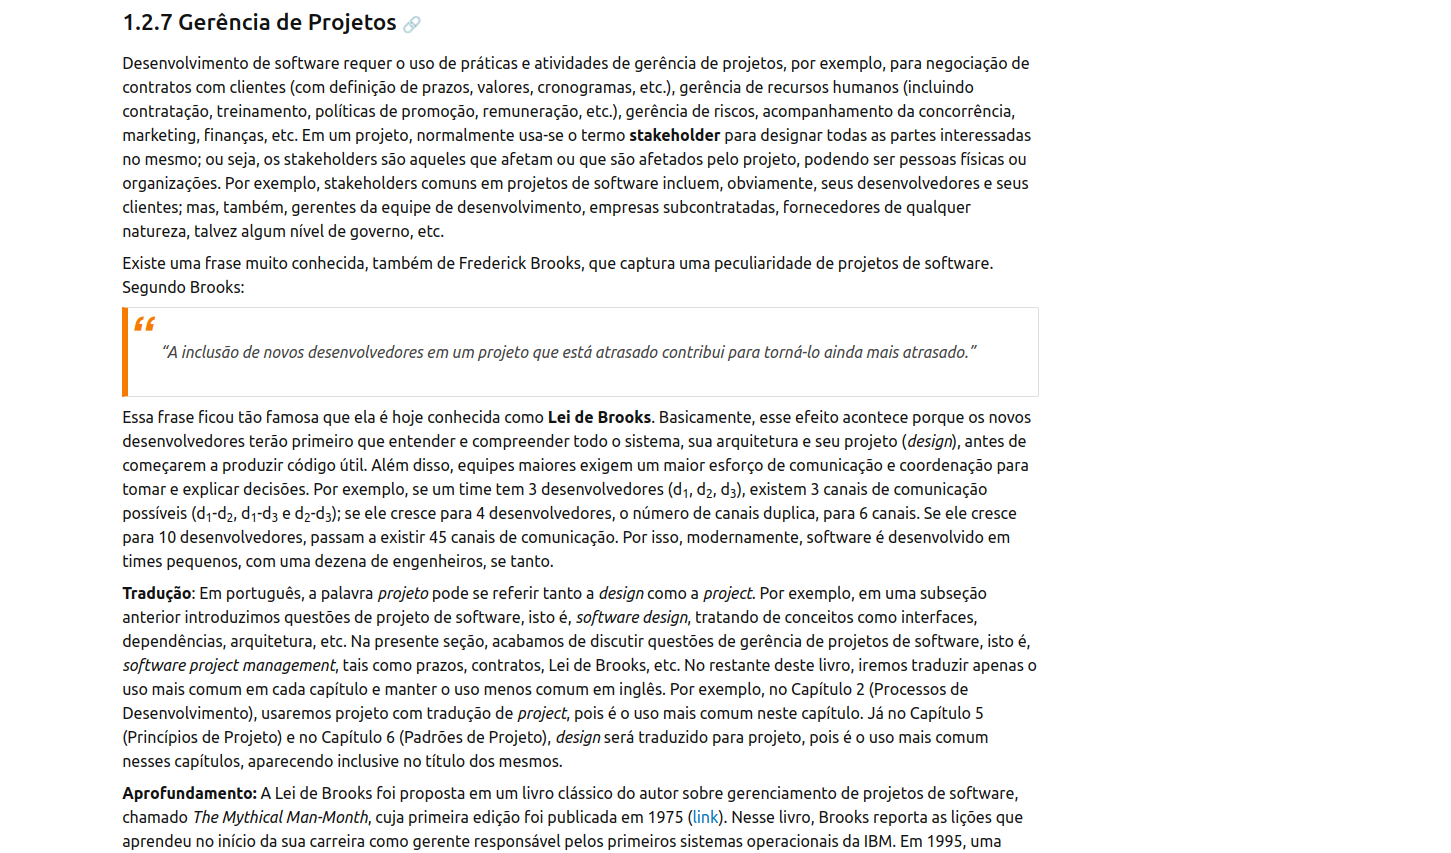 1.2.7 Gerência de Projetos
Desenvolvimento de software requer o uso de práticas e atividades de gerência de projetos, por exemplo, para negociação de
contratos com clientes (com definição de prazos, valores, cronogramas, etc.), gerência de recursos humanos (incluindo
contratação, treinamento, políticas de promoção, remuneração, etc.), gerência de riscos, acompanhamento da concorrência,
marketing, finanças, etc. Em um projeto, normalmente usa-se o termo stakeholder para designar todas as partes interessadas
no mesmo; ou seja, os stakeholders são aqueles que afetam ou que são afetados pelo projeto, podendo ser pessoas físicas ou
organizações. Por exemplo, stakeholders comuns em projetos de software incluem, obviamente, seus desenvolvedores e seus
clientes; mas, também, gerentes da equipe de desenvolvimento, empresas subcontratadas, fornecedores de qualquer
natureza, talvez algum nível de governo, etc.
Existe uma frase muito conhecida, também de Frederick Brooks, que captura uma peculiaridade de projetos de software.
Segundo Brooks:
“A inclusão de novos desenvolvedores em um projeto que está atrasado contribui para torná-lo ainda mais atrasado.”
Essa frase ficou tão famosa que ela é hoje conhecida como Lei de Brooks. Basicamente, esse efeito acontece porque os novos
desenvolvedores terão primeiro que entender e compreender todo o sistema, sua arquitetura e seu projeto (design), antes de
começarem a produzir código útil. Além disso, equipes maiores exigem um maior esforço de comunicação e coordenação para
tomar e explicar decisões. Por exemplo, se um time tem 3 desenvolvedores (d1, d2, d3), existem 3 canais de comunicação
possíveis (d1-d2, d1-d3 e d2-d3); se ele cresce para 4 desenvolvedores, o número de canais duplica, para 6 canais. Se ele cresce
para 10 desenvolvedores, passam a existir 45 canais de comunicação. Por isso, modernamente, software é desenvolvido em
times pequenos, com uma dezena de engenheiros, se tanto.
Tradução: Em português, a palavra projeto pode se referir tanto a design como a project. Por exemplo, em uma subseção
anterior introduzimos questões de projeto de software, isto é, software design, tratando de conceitos como interfaces,
dependências, arquitetura, etc. Na presente seção, acabamos de discutir questões de gerência de projetos de software, isto é,
software project management, tais como prazos, contratos, Lei de Brooks, etc. No restante deste livro, iremos traduzir apenas o
uso mais comum em cada capítulo e manter o uso menos comum em inglês. Por exemplo, no Capítulo 2 (Processos de
Desenvolvimento), usaremos projeto com tradução de project, pois é o uso mais comum neste capítulo. Já no Capítulo 5
(Princípios de Projeto) e no Capítulo 6 (Padrões de Projeto), design será traduzido para projeto, pois é o uso mais comum
nesses capítulos, aparecendo inclusive no título dos mesmos.
Aprofundamento: A Lei de Brooks foi proposta em um livro clássico do autor sobre gerenciamento de projetos de software,
chamado The Mythical Man-Month, cuja primeira edição foi publicada em 1975 (link). Nesse livro, Brooks reporta as lições que
aprendeu no início da sua carreira como gerente responsável pelos primeiros sistemas operacionais da IBM. Em 1995, uma